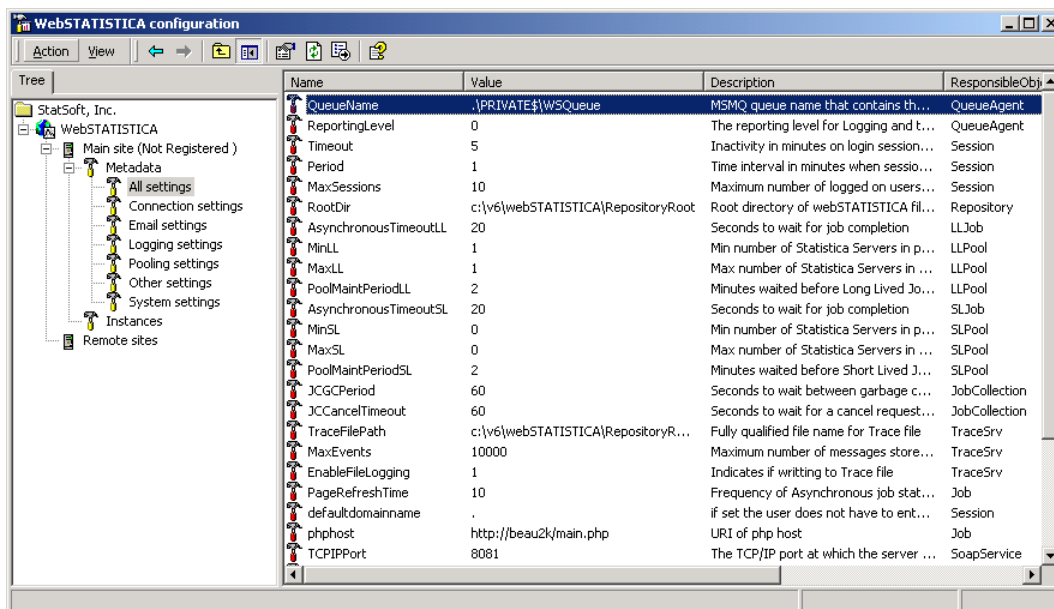 WebSTATISTICA configuration
Action View
Tree
StatSoft, Inc.
WebSTATISTICA
Main site (Not Registered )
Metadata
All settings
Connection settings
Email settings
Logging settings
Pooling settings
Other settings
System settings
Instances
Remote sites
Name Value Description ResponsibleObj
QueueName .\PRIVATE$\WSQueue MSMQ queue name that contains th... QueueAgent
ReportingLevel 0 The reporting level for Logging and t... QueueAgent
Timeout 5 Inactivity in minutes on login session... Session
Period 1 Time interval in minutes when sessio... Session
MaxSessions 10 Maximum number of logged on users... Session
RootDir c:\v6\webSTATISTICA\RepositoryRoot Root directory of webSTATISTICA fil... Repository
AsynchronousTimeoutLL 20 Seconds to wait for job completion LLJob
MinLL 1 Min number of Statistica Servers in p... LLPool
MaxLL 1 Max number of Statistica Servers in ... LLPool
PoolMaintPeriodLL 2 Minutes waited before Long Lived Jo... LLPool
AsynchronousTimeoutSL 20 Seconds to wait for job completion SLJob
MinSL 0 Min number of Statistica Servers in p... SLPool
MaxSL 0 Max number of Statistica Servers in ... SLPool
PoolMaintPeriodSL 2 Minutes waited before Short Lived J... SLPool
JCGCPeriod 60 Seconds to wait between garbage c... JobCollection
JCCancelTimeout 60 Seconds to wait for a cancel request... JobCollection
TraceFilePath c:\v6\webSTATISTICA\RepositoryR... Fully qualified file name for Trace file TraceSrv
MaxEvents 10000 Maximum number of messages store... TraceSrv
EnableFileLogging 1 Indicates if writting to Trace file TraceSrv
PageRefreshTime 10 Frequency of Asynchronous job stat... Job
defaultdomainname . if set the user does not have to ent... Session
phphost http://beau2k/main.php URI of php host Job
TCPIPPort 8081 The TCP/IP port at which the server ... SoapService